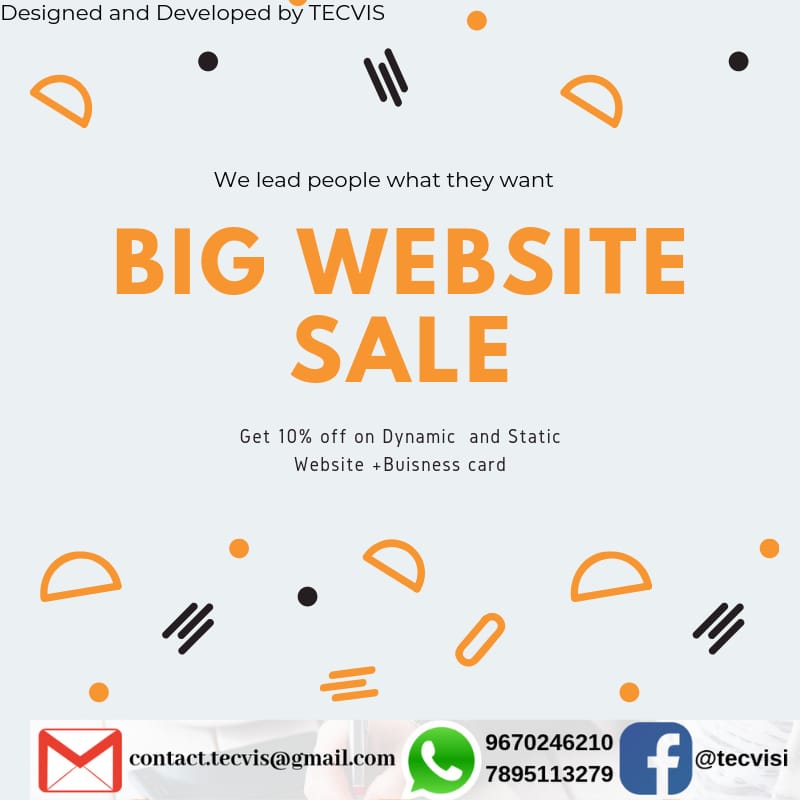 Designed and Developed by TECVIS
We lead people what they want
BIG WEBSITE
SALE
Get 10% off on Dynamic and Static
Website +Buisness card
contact.tecvis@gmail.com
9670246210
7895113279
@tecvisi